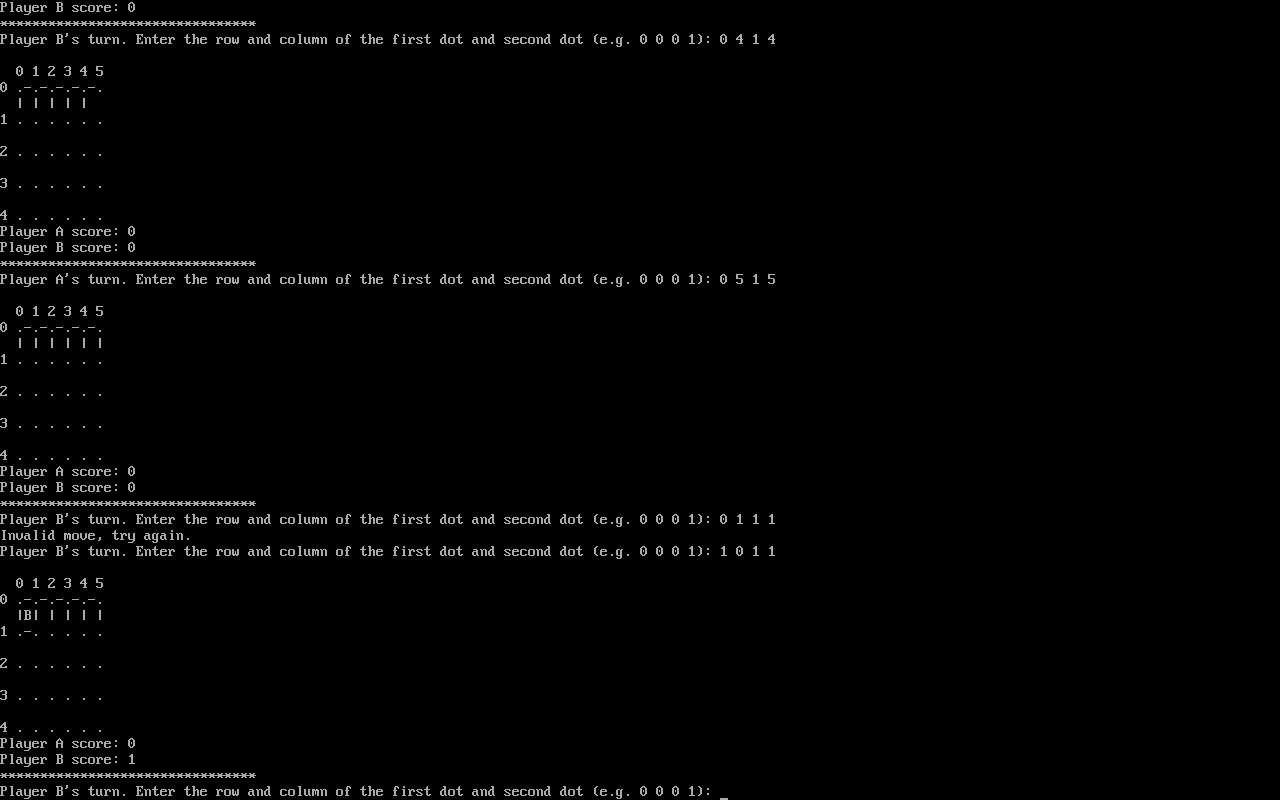 Player B score: 0
********************************
Player B's turn. Enter the row and column of the first dot and second dot (e.g. 0 0 0 1): 0 4 1 4

  0 1 2 3 4 5
0 .-.-.-.-.-.
  | | | | |
1 . . . . . .

2 . . . . . .

3 . . . . . .

4 . . . . . .
Player A score: 0
Player B score: 0
********************************
Player A's turn. Enter the row and column of the first dot and second dot (e.g. 0 0 0 1): 0 5 1 5

  0 1 2 3 4 5
0 .-.-.-.-.-.
  | | | | | |
1 . . . . . .

2 . . . . . .

3 . . . . . .

4 . . . . . .
Player A score: 0
Player B score: 0
********************************
Player B's turn. Enter the row and column of the first dot and second dot (e.g. 0 0 0 1): 0 1 1 1
Invalid move, try again.
Player B's turn. Enter the row and column of the first dot and second dot (e.g. 0 0 0 1): 1 0 1 1

  0 1 2 3 4 5
0 .-.-.-.-.-.
  |B| | | | |
1 .-. . . . .

2 . . . . . .

3 . . . . . .

4 . . . . . .
Player A score: 0
Player B score: 1
********************************
Player B's turn. Enter the row and column of the first dot and second dot (e.g. 0 0 0 1): _